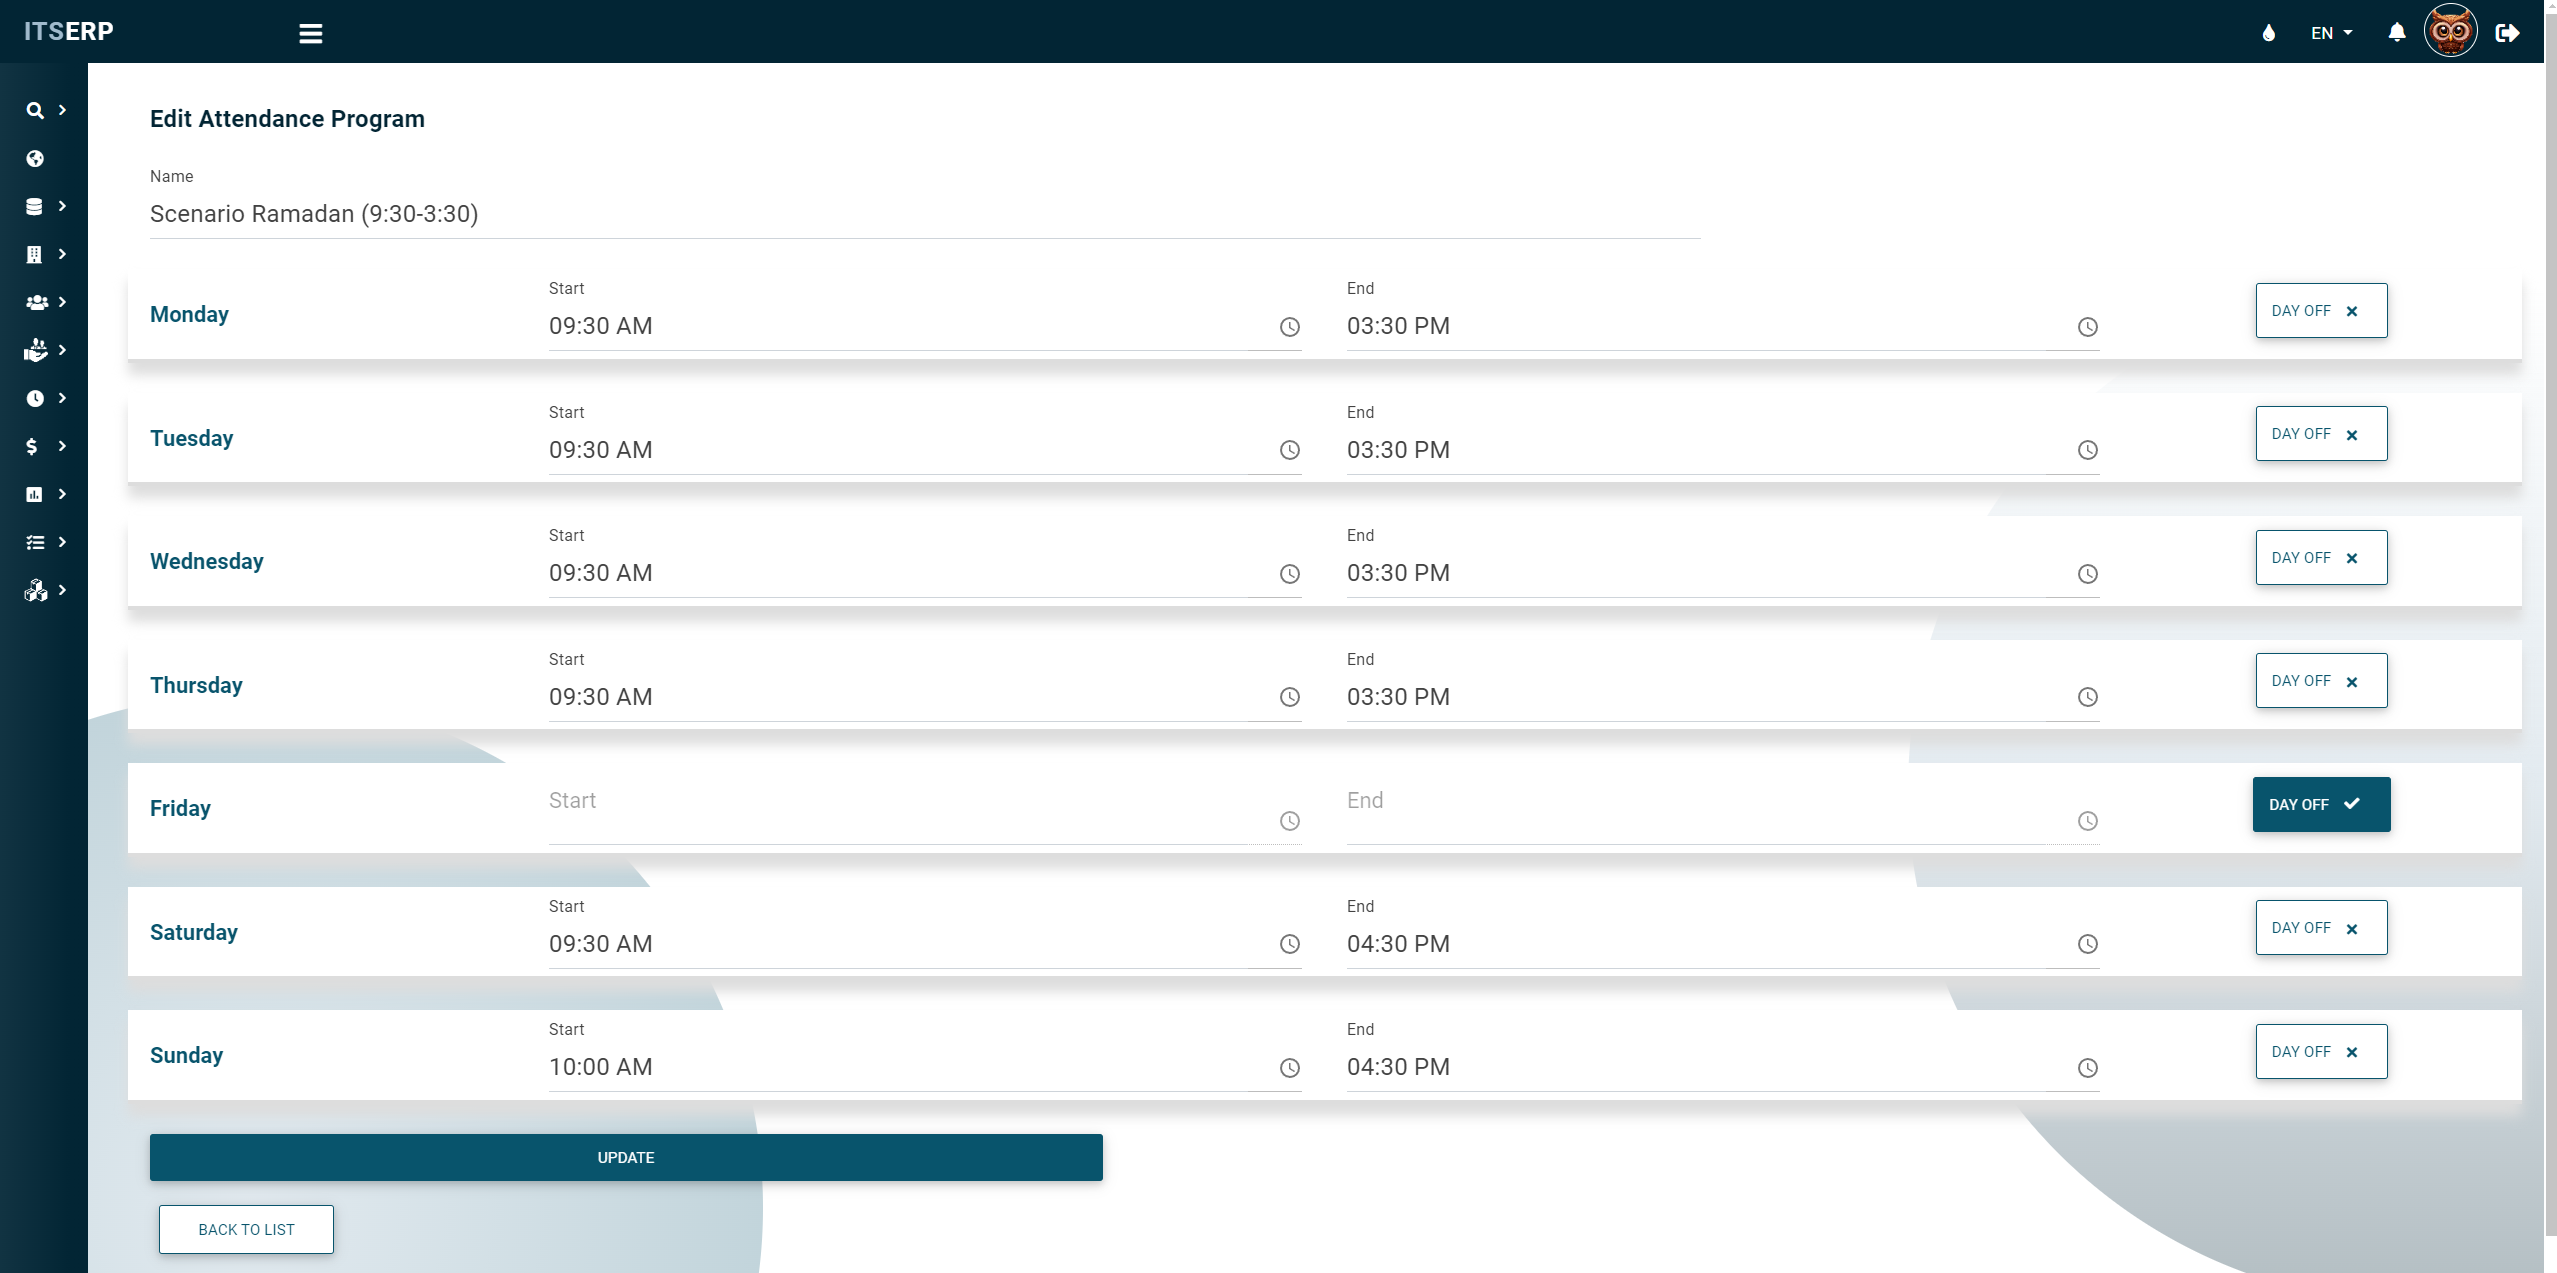 ITSERP
EN
Edit Attendance Program
Name
Scenario Ramadan (9:30-3:30)
Monday
Start
09:30 AM
End
03:30 PM
DAY OFF
Tuesday
Start
09:30 AM
End
03:30 PM
DAY OFF
Wednesday
Start
09:30 AM
End
03:30 PM
DAY OFF
Thursday
Start
09:30 AM
End
03:30 PM
DAY OFF
Friday
Start
End
DAY OFF
Saturday
Start
09:30 AM
End
04:30 PM
DAY OFF
Sunday
Start
10:00 AM
End
04:30 PM
DAY OFF
UPDATE
BACK TO LIST